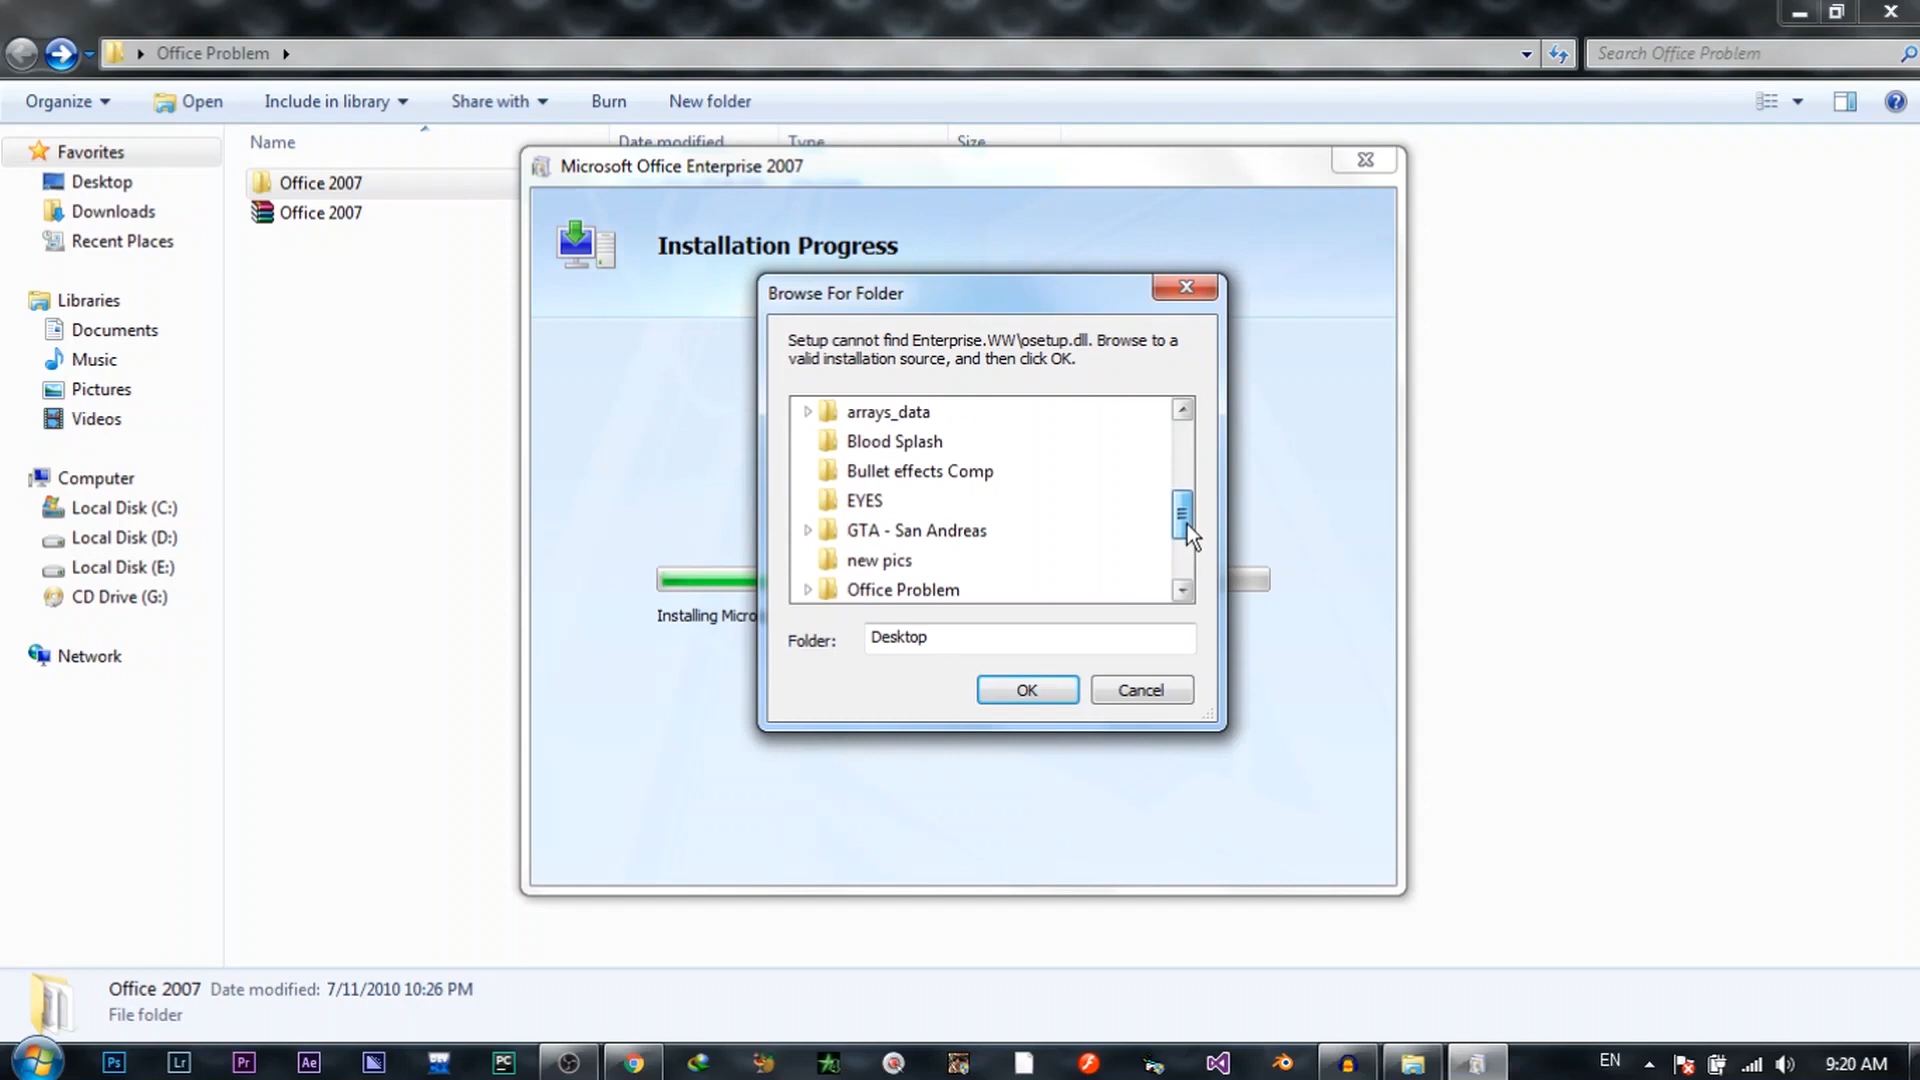 Office Problem
Search Office Problem
Organize
Open
Include in library
Share with
Burn
New folder
Name
Date modified
Type
Size
Favorites
Desktop
Downloads
Recent Places
Libraries
Documents
Music
Pictures
Videos
Computer
Local Disk (C:)
Local Disk (D:)
Local Disk (E:)
CD Drive (G:)
Network
Office 2007
Office 2007
Microsoft Office Enterprise 2007
Installation Progress
Installing Micro
Browse For Folder
Setup cannot find Enterprise.WW\osetup.dll. Browse to a
valid installation source, and then click OK.
arrays_data
Blood Splash
Bullet effects Comp
EYES
GTA - San Andreas
new pics
Office Problem
Folder: Desktop
OK
Cancel
Office 2007 Date modified: 7/11/2010 10:26 PM
File folder
Ps
Lr
Pr
Ae
PC
EN
9:20 AM